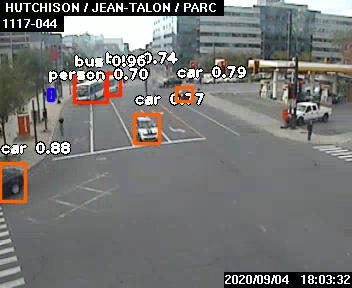 HUTCHISON / JEAN-TALON / PARC
1117-044
bus 0.96
0.74
person 0.70
car 0.79
car 0.77
car 0.88
2020/09/04 18:03:32